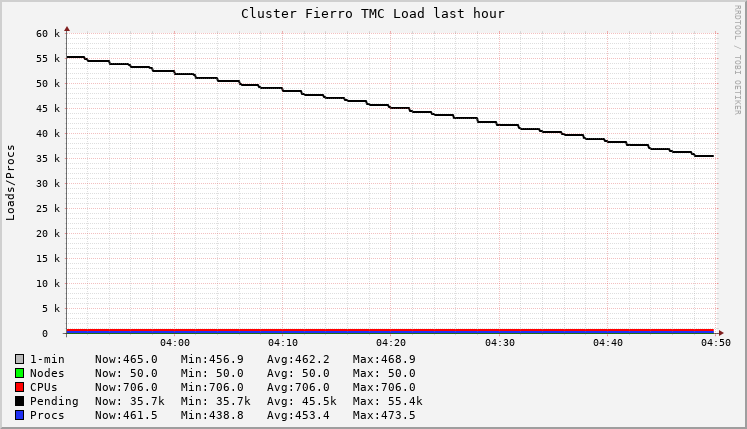 Cluster Fierro TMC Load last hour
RRDTOOL / TOBI OETIKER
Loads/Procs
60 k
55 k
50 k
45 k
40 k
35 k
30 k
25 k
20 k
15 k
10 k
5 k
0
04:00 04:10 04:20 04:30 04:40 04:50
1-min Now:465.0 Min:456.9 Avg:462.2 Max:468.9
Nodes Now: 50.0 Min: 50.0 Avg: 50.0 Max: 50.0
CPUs Now:706.0 Min:706.0 Avg:706.0 Max:706.0
Pending Now: 35.7k Min: 35.7k Avg: 45.5k Max: 55.4k
Procs Now:461.5 Min:438.8 Avg:453.4 Max:473.5